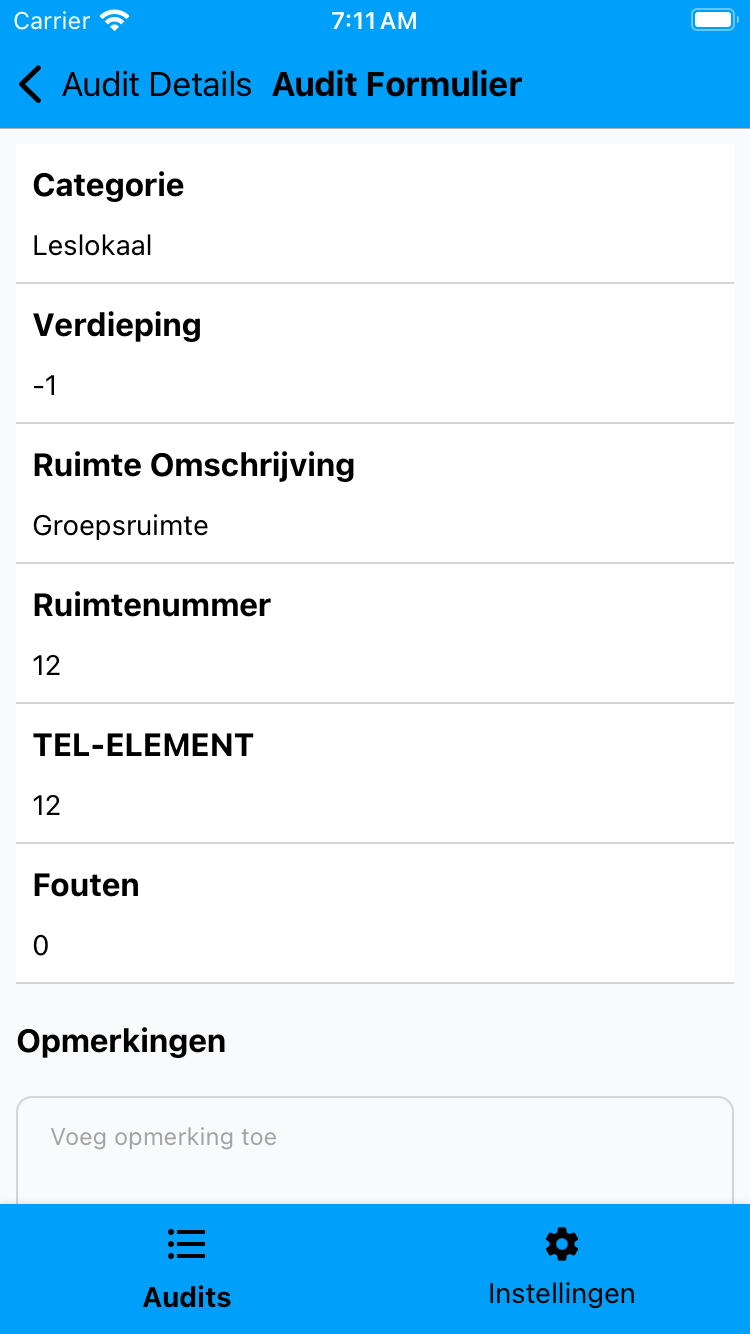 Carrier 7:11 AM
Audit Details Audit Formulier
Categorie
Leslokaal
Verdieping
-1
Ruimte Omschrijving
Groepsruimte
Ruimtenummer
12
TEL-ELEMENT
12
Fouten
0
Opmerkingen
Voeg opmerking toe
Audits Instellingen